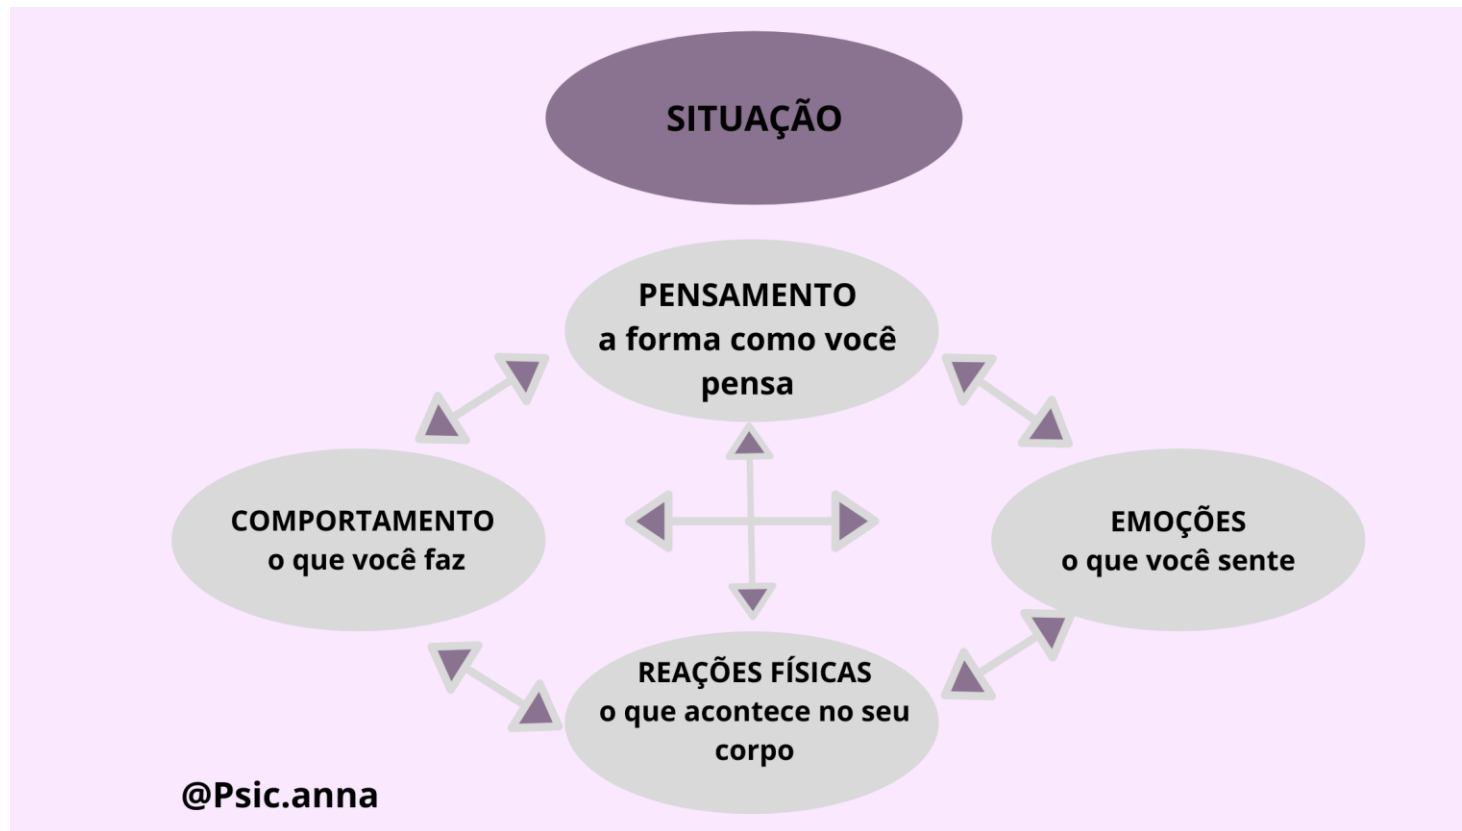 SITUAÇÃO
PENSAMENTO
a forma como você
pensa
COMPORTAMENTO
o que você faz
EMOÇÕES
o que você sente
REAÇÕES FÍSICAS
o que acontece no seu
corpo
@Psic.anna